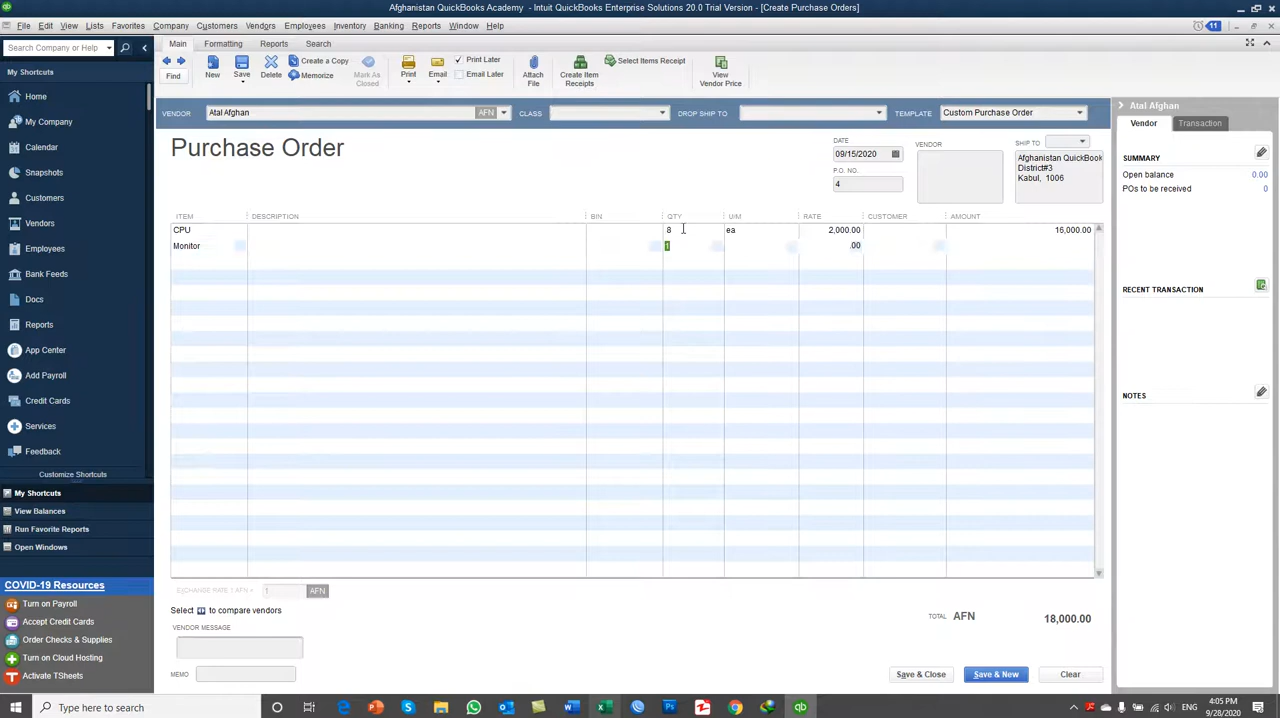 Afghanistan QuickBooks Academy - Intuit QuickBooks Enterprise Solutions 20.0 Trial Version - [Create Purchase Orders]
File Edit View Lists Favorites Company Customers Vendors Employees Inventory Banking Reports Window Help 11
Search Company or Help
Main Formatting Reports Search
My Shortcuts
Find
New
Save
Delete
Create a Copy
Memorize
Mark As
Closed
Print
Email
Print Later
Email Later
Attach
File
Create Item
Receipts
Select Items Receipt
View
Vendor Price
Home
My Company
Calendar
Snapshots
Customers
Vendors
Employees
Bank Feeds
Docs
Reports
App Center
Add Payroll
Credit Cards
Services
Feedback
Customize Shortcuts
My Shortcuts
View Balances
Run Favorite Reports
Open Windows
COVID-19 Resources
Turn on Payroll
Accept Credit Cards
Order Checks & Supplies
Turn on Cloud Hosting
Activate TSheets
VENDOR Atal Afghan AFN CLASS DROP SHIP TO TEMPLATE Custom Purchase Order
Purchase Order
DATE
09/15/2020
P.O. NO.
4
VENDOR
SHIP TO
Afghanistan QuickBook
District#3
Kabul, 1006
ITEM DESCRIPTION BIN QTY U/M RATE CUSTOMER AMOUNT
CPU 8 ea 2,000.00 16,000.00
Monitor 1 .00
EXCHANGE RATE 1 AFN = 1 AFN
Select to compare vendors
VENDOR MESSAGE
MEMO
TOTAL AFN 18,000.00
Save & Close Save & New Clear
Atal Afghan
Vendor Transaction
SUMMARY
Open balance 0.00
POs to be received 0
RECENT TRANSACTION
NOTES
Type here to search
ENG
4:05 PM
9/28/2020